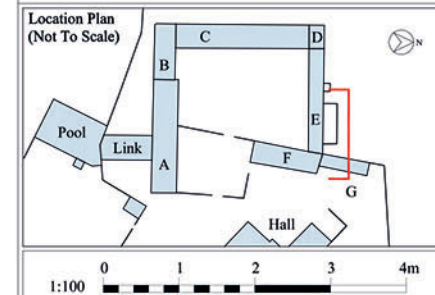 Location Plan
(Not To Scale)
C
D
N
B
E
Pool
Link
A
F
G
Hall
0 1 2 3 4m
1:100